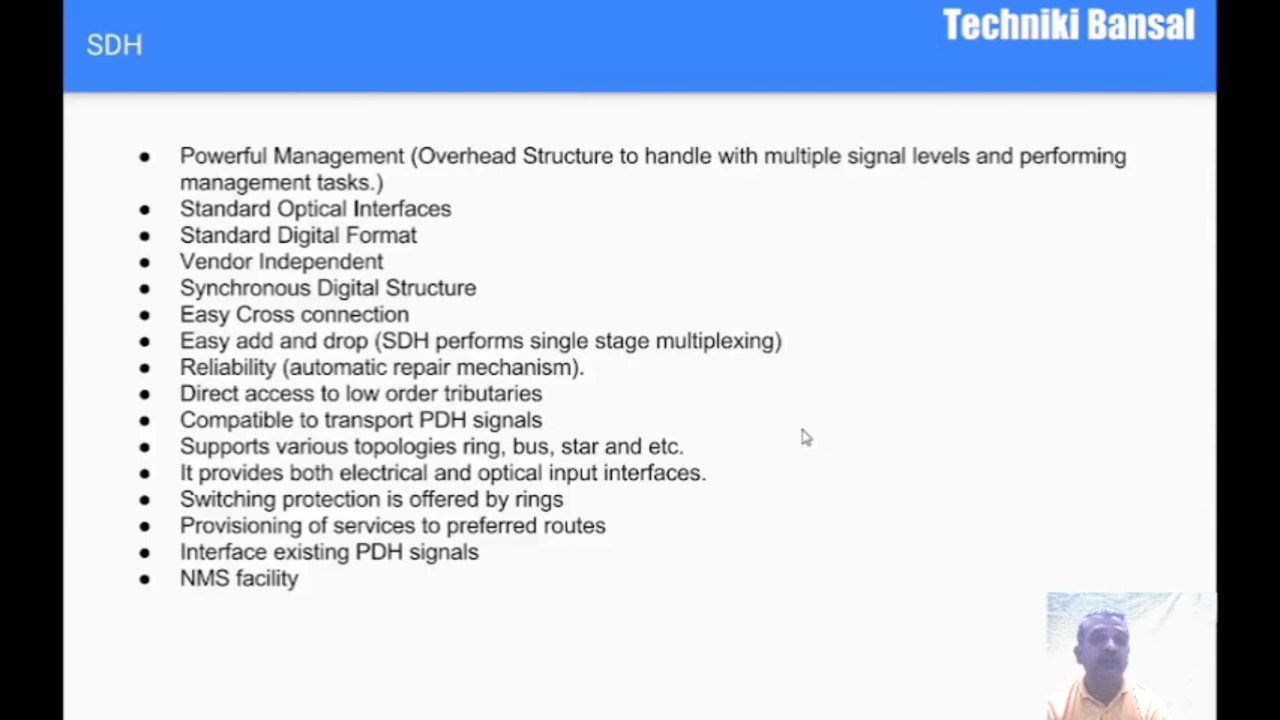 SDH
Techniki Bansal
● Powerful Management (Overhead Structure to handle with multiple signal levels and performing
management tasks.)
● Standard Optical Interfaces
● Standard Digital Format
● Vendor Independent
● Synchronous Digital Structure
● Easy Cross connection
● Easy add and drop (SDH performs single stage multiplexing)
● Reliability (automatic repair mechanism).
● Direct access to low order tributaries
● Compatible to transport PDH signals
● Supports various topologies ring, bus, star and etc.
● It provides both electrical and optical input interfaces.
● Switching protection is offered by rings
● Provisioning of services to preferred routes
● Interface existing PDH signals
● NMS facility